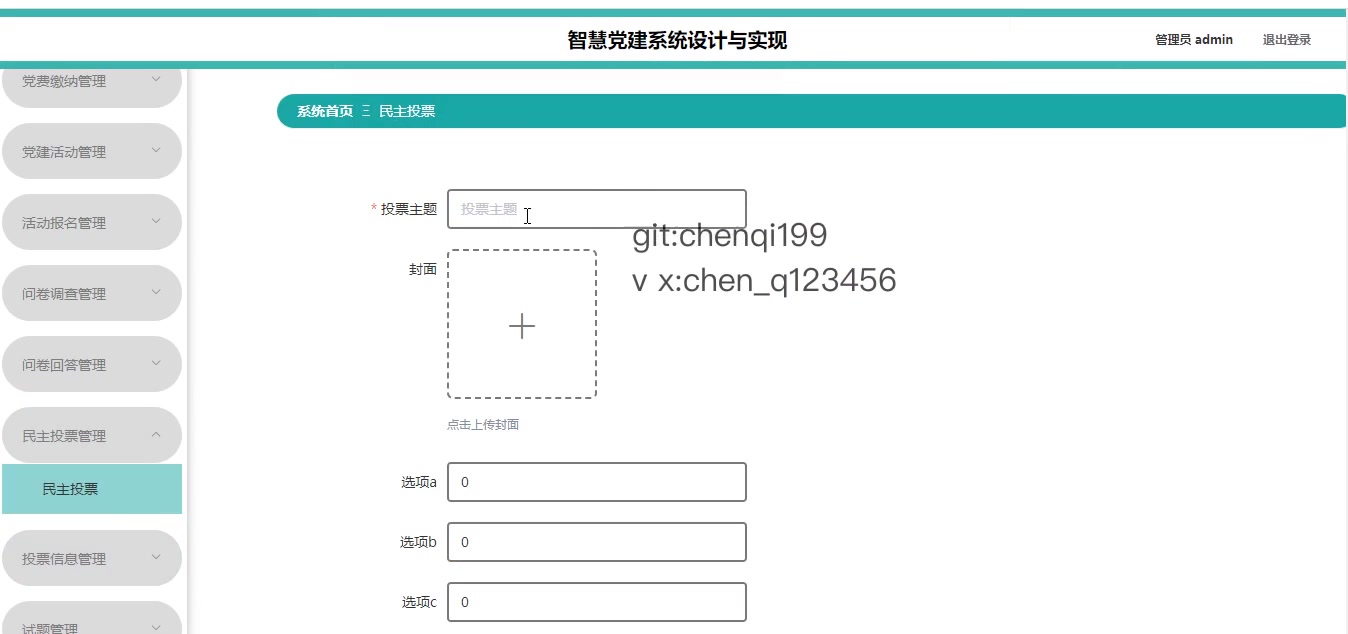 智慧党建系统设计与实现
管理员 admin
退出登录
党费缴纳管理
党建活动管理
活动报名管理
问卷调查管理
问卷回答管理
民主投票管理
民主投票
投票信息管理
试题管理
系统首页 Ξ 民主投票
* 投票主题
投票主题
git:chenqi199
v x:chen_q123456
封面
点击上传封面
选项a 0
选项b 0
选项c 0